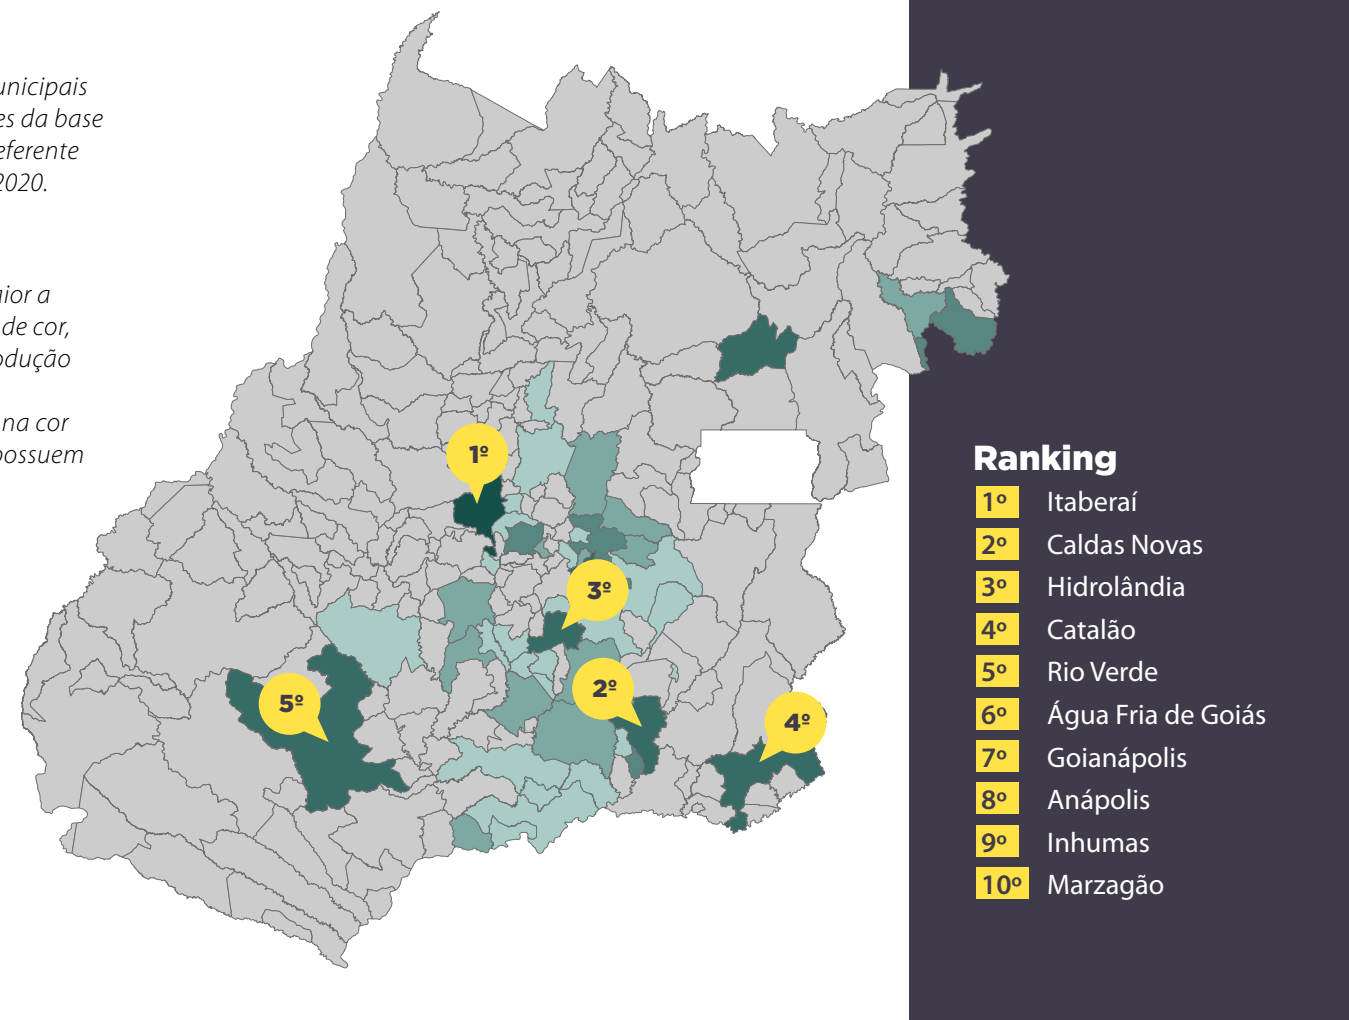 unicipais
es da base
eferente
2020.
aior a
de cor,
odução
na cor
possuem
1º
3º
2º
5º
4º
Ranking
1º Itaberaí
2º Caldas Novas
3º Hidrolândia
4º Catalão
5º Rio Verde
6º Água Fria de Goiás
7º Goianápolis
8º Anápolis
9º Inhumas
10º Marzagão